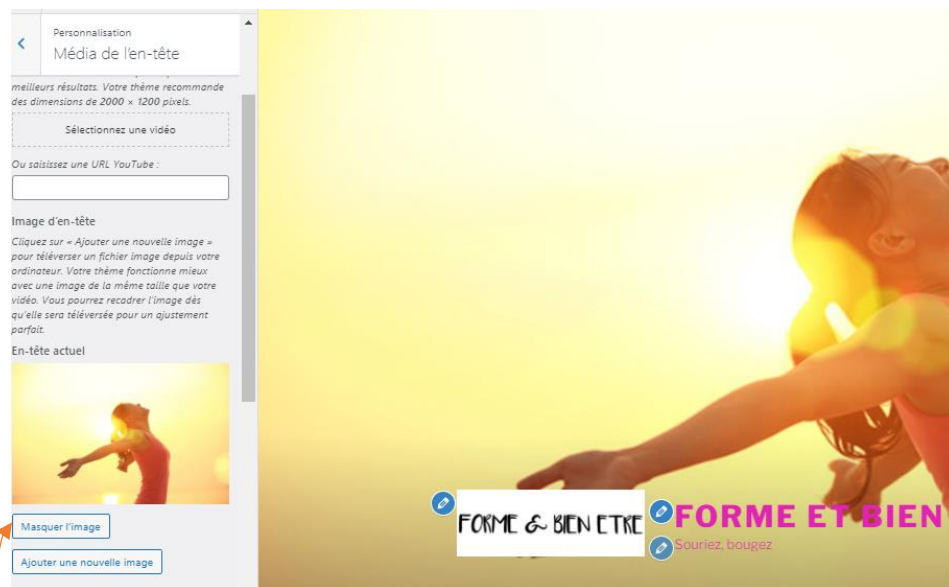 Personnalisation
Média de l'en-tête
meilleurs résultats. Votre thème recommande
des dimensions de 2000 × 1200 pixels.
Sélectionnez une vidéo
Ou saisissez une URL YouTube :
Image d'en-tête
Cliquez sur « Ajouter une nouvelle image »
pour téléverser un fichier image depuis votre
ordinateur. Votre thème fonctionne mieux
avec une image de la même taille que votre
vidéo. Vous pourrez recadrer l'image dès
qu'elle sera téléversée pour un ajustement
parfait.
En-tête actuel
Masquer l'image
Ajouter une nouvelle image
FORME & BIEN ETRE
FORME ET BIEN
Souriez, bougez